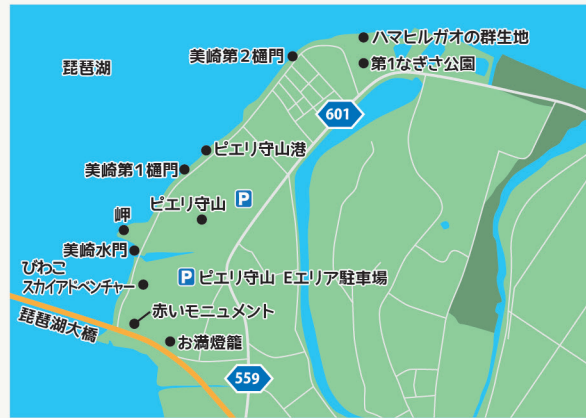 ハマヒルガオの群生地
美崎第2樋門
第1なぎさ公園
琵琶湖
601
ピエリ守山港
美崎第1樋門
ピエリ守山
P
岬
美崎水門
びわこ
スカイアドベンチャー
P ピエリ守山 Eエリア駐車場
赤いモニュメント
琵琶湖大橋
お満燈籠
559